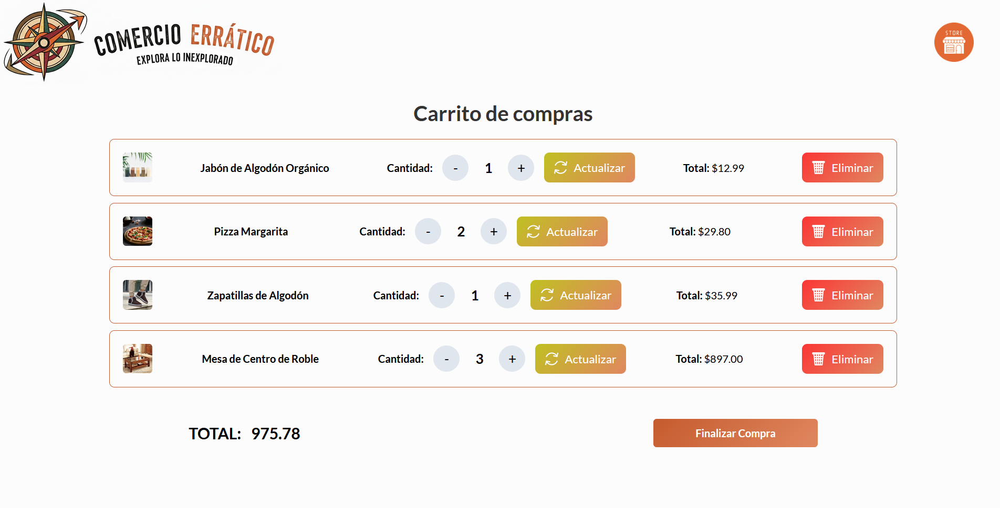 COMERCIO ERRÁTICO
EXPLORA LO INEXPLORADO
STORE
Carrito de compras
Jabón de Algodón Orgánico Cantidad: - 1 + Actualizar Total: $12.99 Eliminar
Pizza Margarita Cantidad: - 2 + Actualizar Total: $29.80 Eliminar
Zapatillas de Algodón Cantidad: - 1 + Actualizar Total: $35.99 Eliminar
Mesa de Centro de Roble Cantidad: - 3 + Actualizar Total: $897.00 Eliminar
TOTAL: 975.78 Finalizar Compra